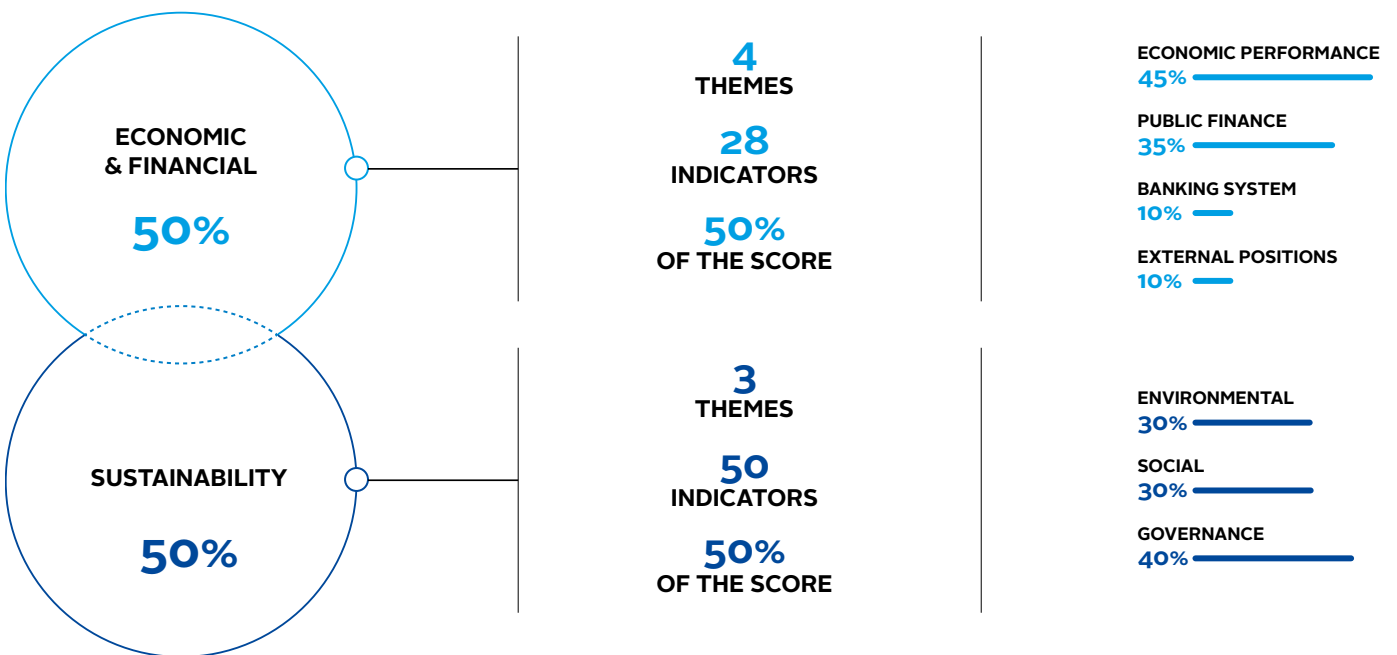 ECONOMIC
& FINANCIAL
50%
4
THEMES
28
INDICATORS
50%
OF THE SCORE
ECONOMIC PERFORMANCE
45%
PUBLIC FINANCE
35%
BANKING SYSTEM
10%
EXTERNAL POSITIONS
10%
SUSTAINABILITY
50%
3
THEMES
50
INDICATORS
50%
OF THE SCORE
ENVIRONMENTAL
30%
SOCIAL
30%
GOVERNANCE
40%